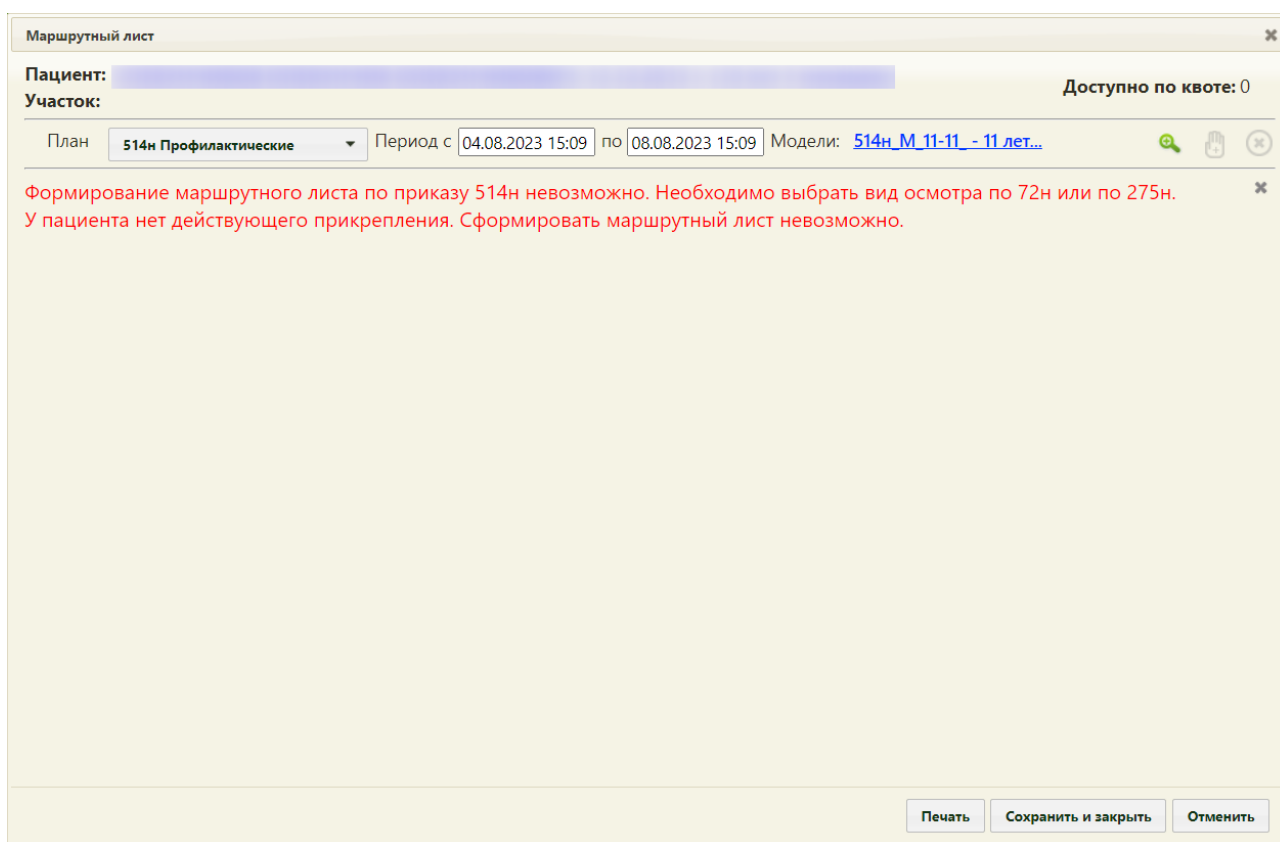 Маршрутный лист
Пациент:
Участок:
Доступно по квоте: 0
План 514н Профилактические Период с 04.08.2023 15:09 по 08.08.2023 15:09 Модели: 514н_М_11-11_ - 11 лет...
Формирование маршрутного листа по приказу 514н невозможно. Необходимо выбрать вид осмотра по 72н или по 275н.
У пациента нет действующего прикрепления. Сформировать маршрутный лист невозможно.
Печать Сохранить и закрыть Отменить